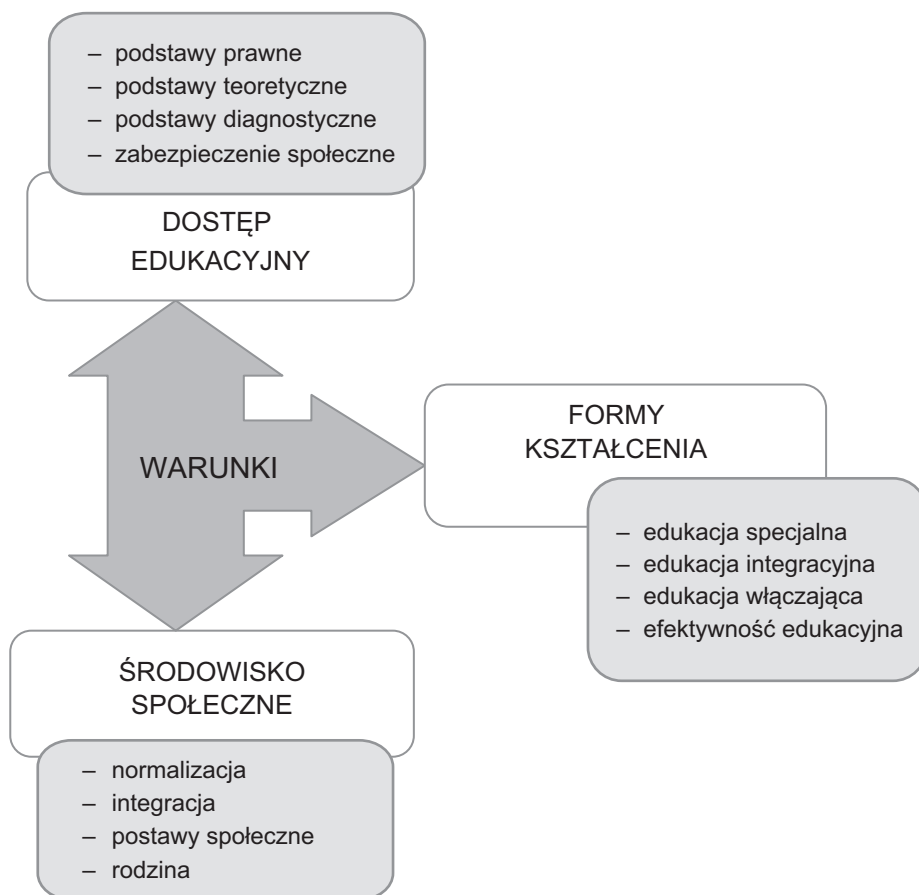 – podstawy prawne
– podstawy teoretyczne
– podstawy diagnostyczne
– zabezpieczenie społeczne
DOSTĘP
EDUKACYJNY
WARUNKI
FORMY
KSZTAŁCENIA
– edukacja specjalna
– edukacja integracyjna
– edukacja włączająca
– efektywność edukacyjna
ŚRODOWISKO
SPOŁECZNE
– normalizacja
– integracja
– postawy społeczne
– rodzina